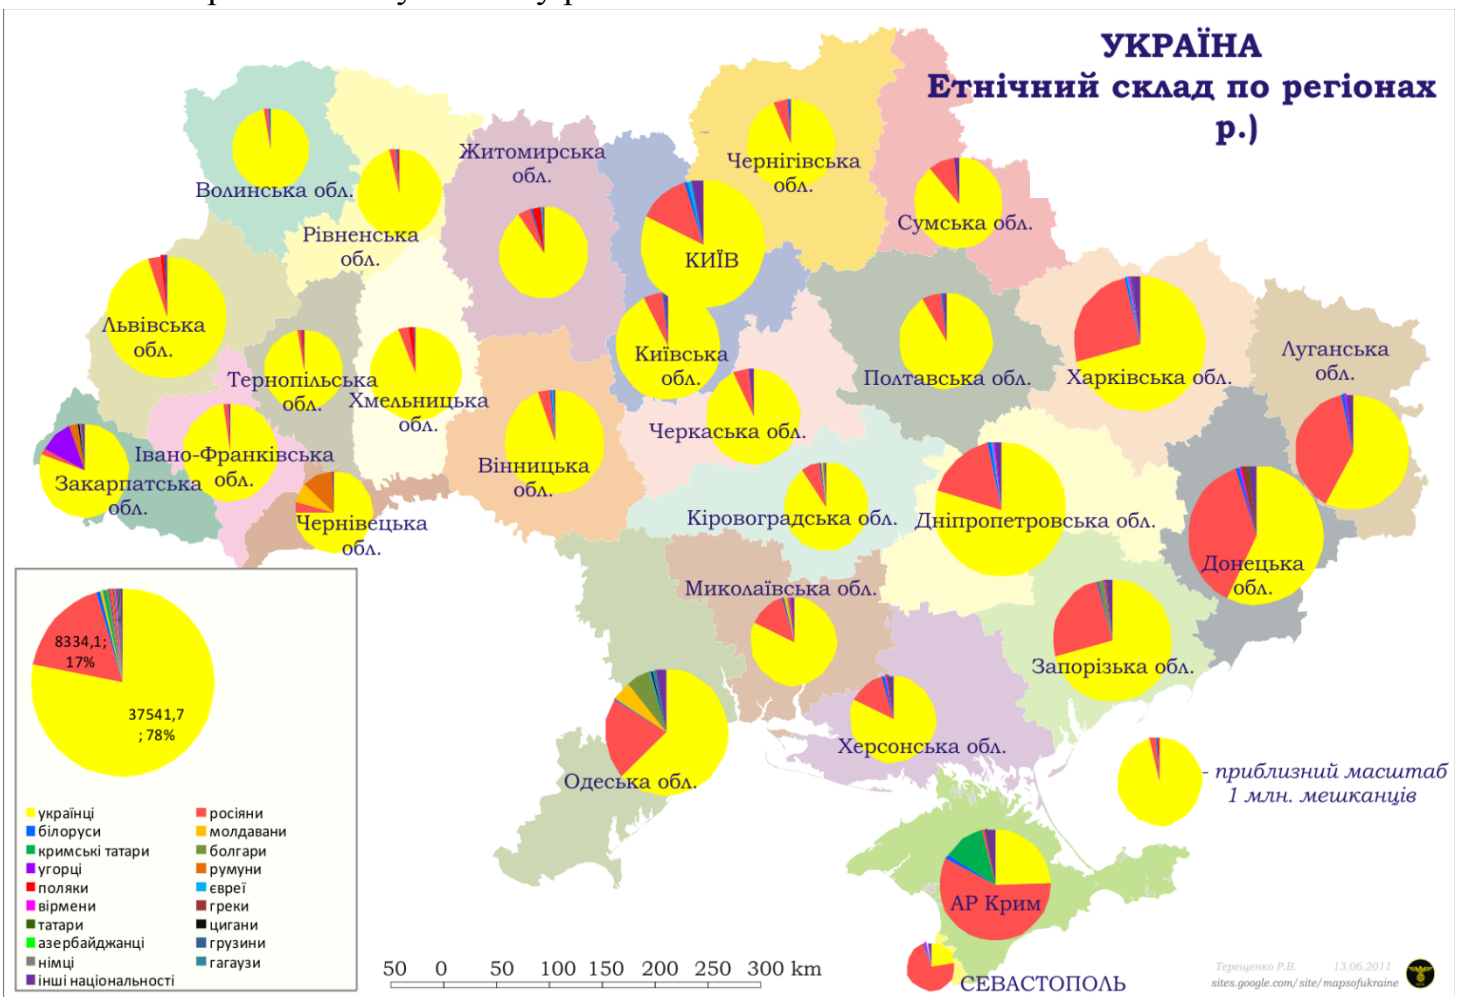 УКРАЇНА
Етнічний склад по регіонах
р.)
Житомирська
обл.
Чернігівська
обл.
Волинська обл.
Сумська обл.
Рівненська
обл.
КИЇВ
Львівська
обл.
Київська
обл.
Тернопільська
обл.
Хмельницька
обл.
Полтавська обл.
Харківська обл.
Луганська
обл.
Черкаська обл.
Івано-Франківська
обл.
Вінницька
обл.
Закарпатська
обл.
Чернівецька
обл.
Кіровоградська обл.
Дніпропетровська обл.
Донецька
обл.
Миколаївська обл.
Запорізька обл.
Херсонська обл.
Одеська обл.
- приблизний масштаб
1 млн. мешканців
АР Крим
СЕВАСТОПОЛЬ
8334,1;
17%
37541,7
; 78%
українці
росіяни
білоруси
молдавани
кримські татари
болгари
угорці
румуни
поляки
євреї
вірмени
греки
татари
цигани
азербайджанці
грузини
німці
гагаузи
інші національності
50 0 50 100 150 200 250 300 km
Терещенко Р.В. 13.06.2011
sites.google.com/site/mapsofukraine